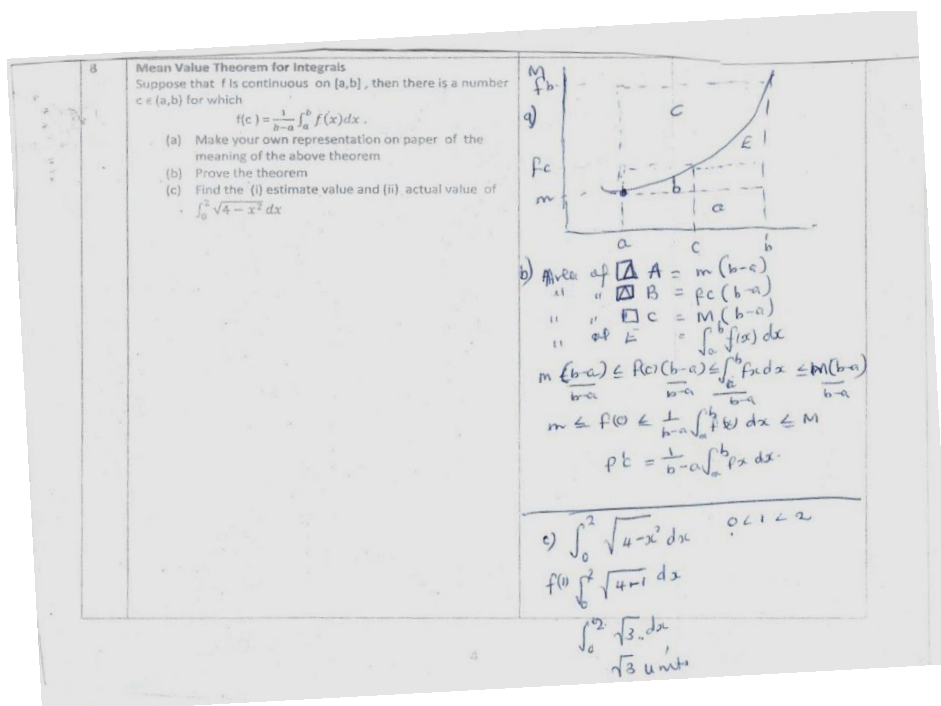 8
Mean Value Theorem for Integrals
Suppose that f is continuous on [a,b], then there is a number
c ∈ (a,b) for which
f(c) = 1/(b−a) ∫_a^b f(x)dx .
(a) Make your own representation on paper of the
meaning of the above theorem
(b) Prove the theorem
(c) Find the (i) estimate value and (ii) actual value of
∫_0^2 √(4 − x²) dx
M
fb
a)
C
E
fc
b
m
a
a c b
b) Area of A = m (b-a)
" " B = fc (b-a)
" " C = M (b-a)
" of E = ∫_a^b f(x) dx
m (b-a)/(b-a) ≤ f(c) (b-a)/(b-a) ≤ ∫_a^b fx dx/(b-a) ≤ M(b-a)/(b-a)
m ≤ f(c) ≤ 1/(b-a) ∫_a^b f(x) dx ≤ M
fc = 1/(b-a) ∫_a^b fx dx.
c) ∫_0^2 √(4-x²) dx 0<1<2
f(1) ∫_0^2 √(4-1) dx
∫_0^2 √3 dx
√3 units
4